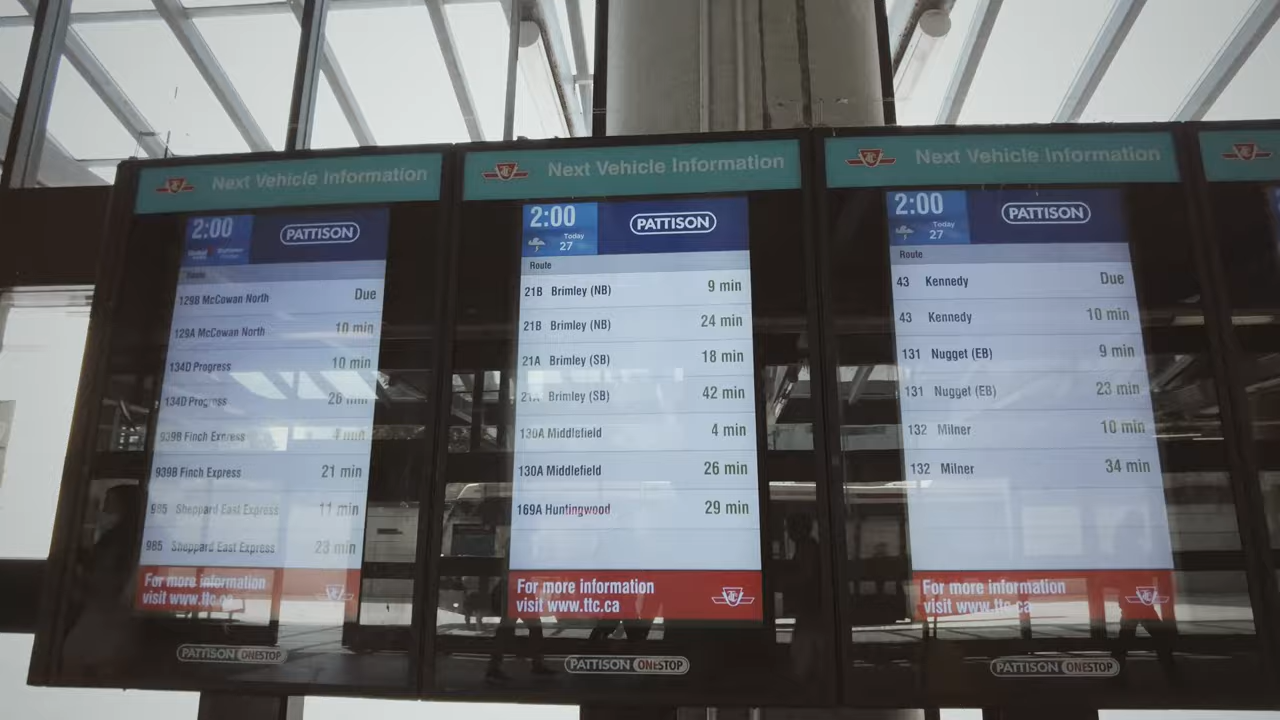 Next Vehicle Information
2:00
PATTISON
Route
129B McCowan North Due
129A McCowan North 10 min
134D Progress 10 min
134D Progress 26 min
939B Finch Express min
939B Finch Express 21 min
985 Sheppard East Express 11 min
985 Sheppard East Express 23 min
For more information
visit www.ttc.ca
PATTISON ONESTOP
Next Vehicle Information
2:00
Today
27
PATTISON
Route
21B Brimley (NB) 9 min
21B Brimley (NB) 24 min
21A Brimley (SB) 18 min
21A Brimley (SB) 42 min
130A Middlefield 4 min
130A Middlefield 26 min
169A Huntingwood 29 min
For more information
visit www.ttc.ca
PATTISON ONESTOP
Next Vehicle Information
2:00
Today
27
PATTISON
Route
43 Kennedy Due
43 Kennedy 10 min
131 Nugget (EB) 9 min
131 Nugget (EB) 23 min
132 Milner 10 min
132 Milner 34 min
For more information
visit www.ttc.ca
PATTISON ONESTOP